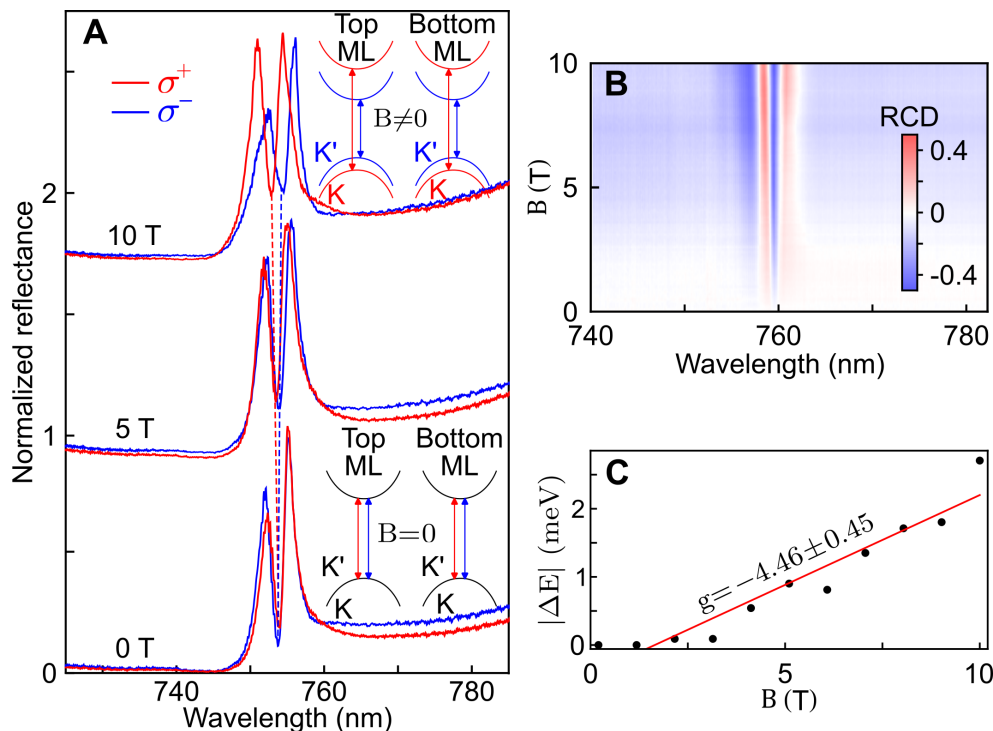 A
σ⁺
σ⁻
Top
ML
Bottom
ML
B≠0
K'
K'
K
K
10 T
5 T
Top
ML
Bottom
ML
B=0
K'
K'
K
K
0 T
2
1
0
740
760
780
Normalized reflectance
Wavelength (nm)
B
RCD
0.4
0
-0.4
10
5
0
740
760
780
B (T)
Wavelength (nm)
C
g=−4.46±0.45
2
1
0
0
5
10
|ΔE| (meV)
B (T)